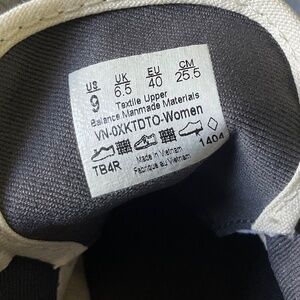 US UK EU CM
9 6.5 40 25.5
Textile Upper
Balance Manmade Materials
VN-0XKTDTO-Women
TB4R
Made in Vietnam
Fabriqué au Vietnam
1404